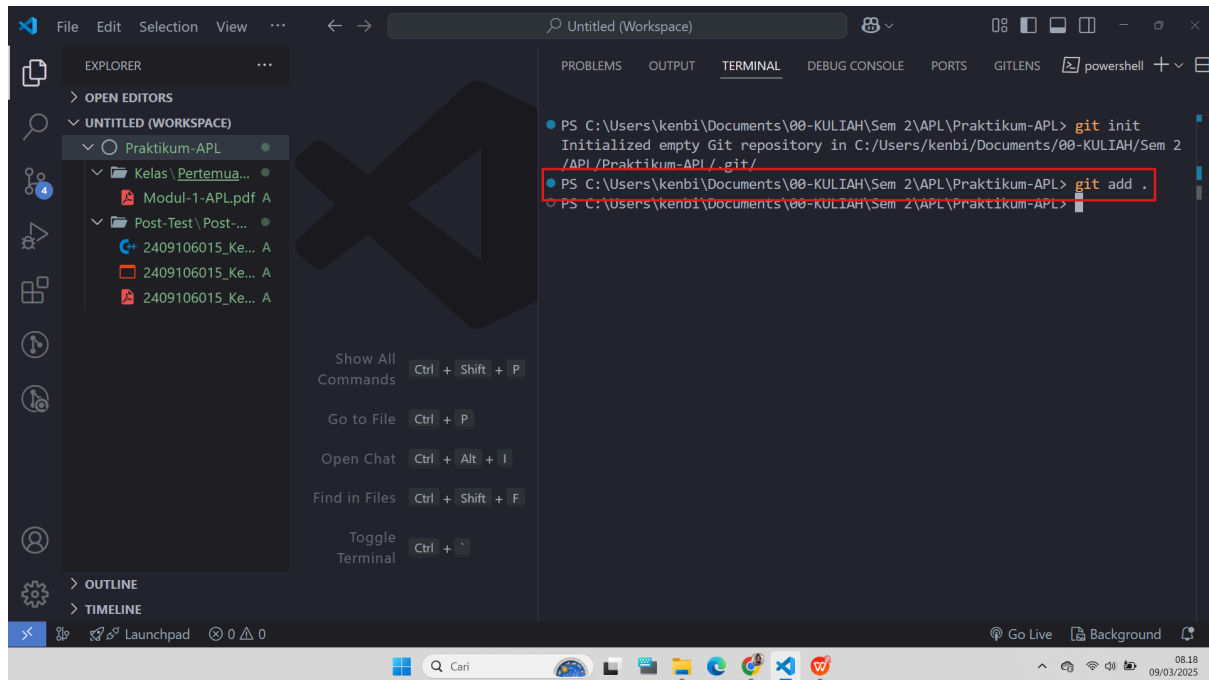 File Edit Selection View ··· Untitled (Workspace)
EXPLORER ···
OPEN EDITORS
UNTITLED (WORKSPACE)
Praktikum-APL
Kelas \ Pertemua...
Modul-1-APL.pdf A
Post-Test \ Post-...
2409106015_Ke... A
2409106015_Ke... A
2409106015_Ke... A
OUTLINE
TIMELINE
4
Show All Commands Ctrl + Shift + P
Go to File Ctrl + P
Open Chat Ctrl + Alt + I
Find in Files Ctrl + Shift + F
Toggle Terminal Ctrl + `
PROBLEMS OUTPUT TERMINAL DEBUG CONSOLE PORTS GITLENS powershell
PS C:\Users\kenbi\Documents\00-KULIAH\Sem 2\APL\Praktikum-APL> git init
Initialized empty Git repository in C:/Users/kenbi/Documents/00-KULIAH/Sem 2
/APL/Praktikum-APL/.git/
PS C:\Users\kenbi\Documents\00-KULIAH\Sem 2\APL\Praktikum-APL> git add .
PS C:\Users\kenbi\Documents\00-KULIAH\Sem 2\APL\Praktikum-APL>
Launchpad 0 0 Go Live Background
Cari
08.18
09/03/2025